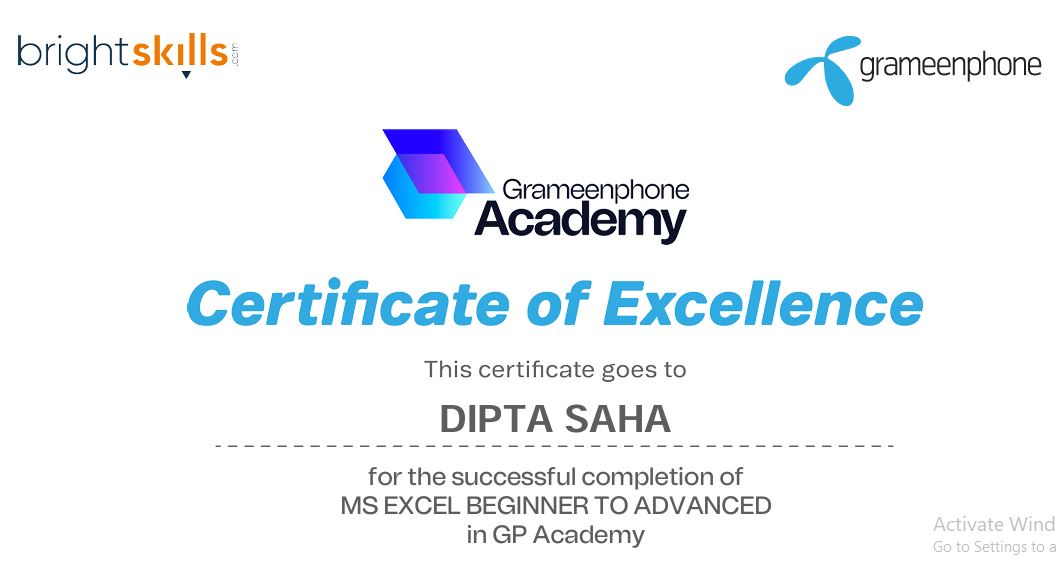 brightskills.com
grameenphone
Grameenphone
Academy
Certificate of Excellence
This certificate goes to
DIPTA SAHA
for the successful completion of
MS EXCEL BEGINNER TO ADVANCED
in GP Academy
Activate Wind
Go to Settings to a